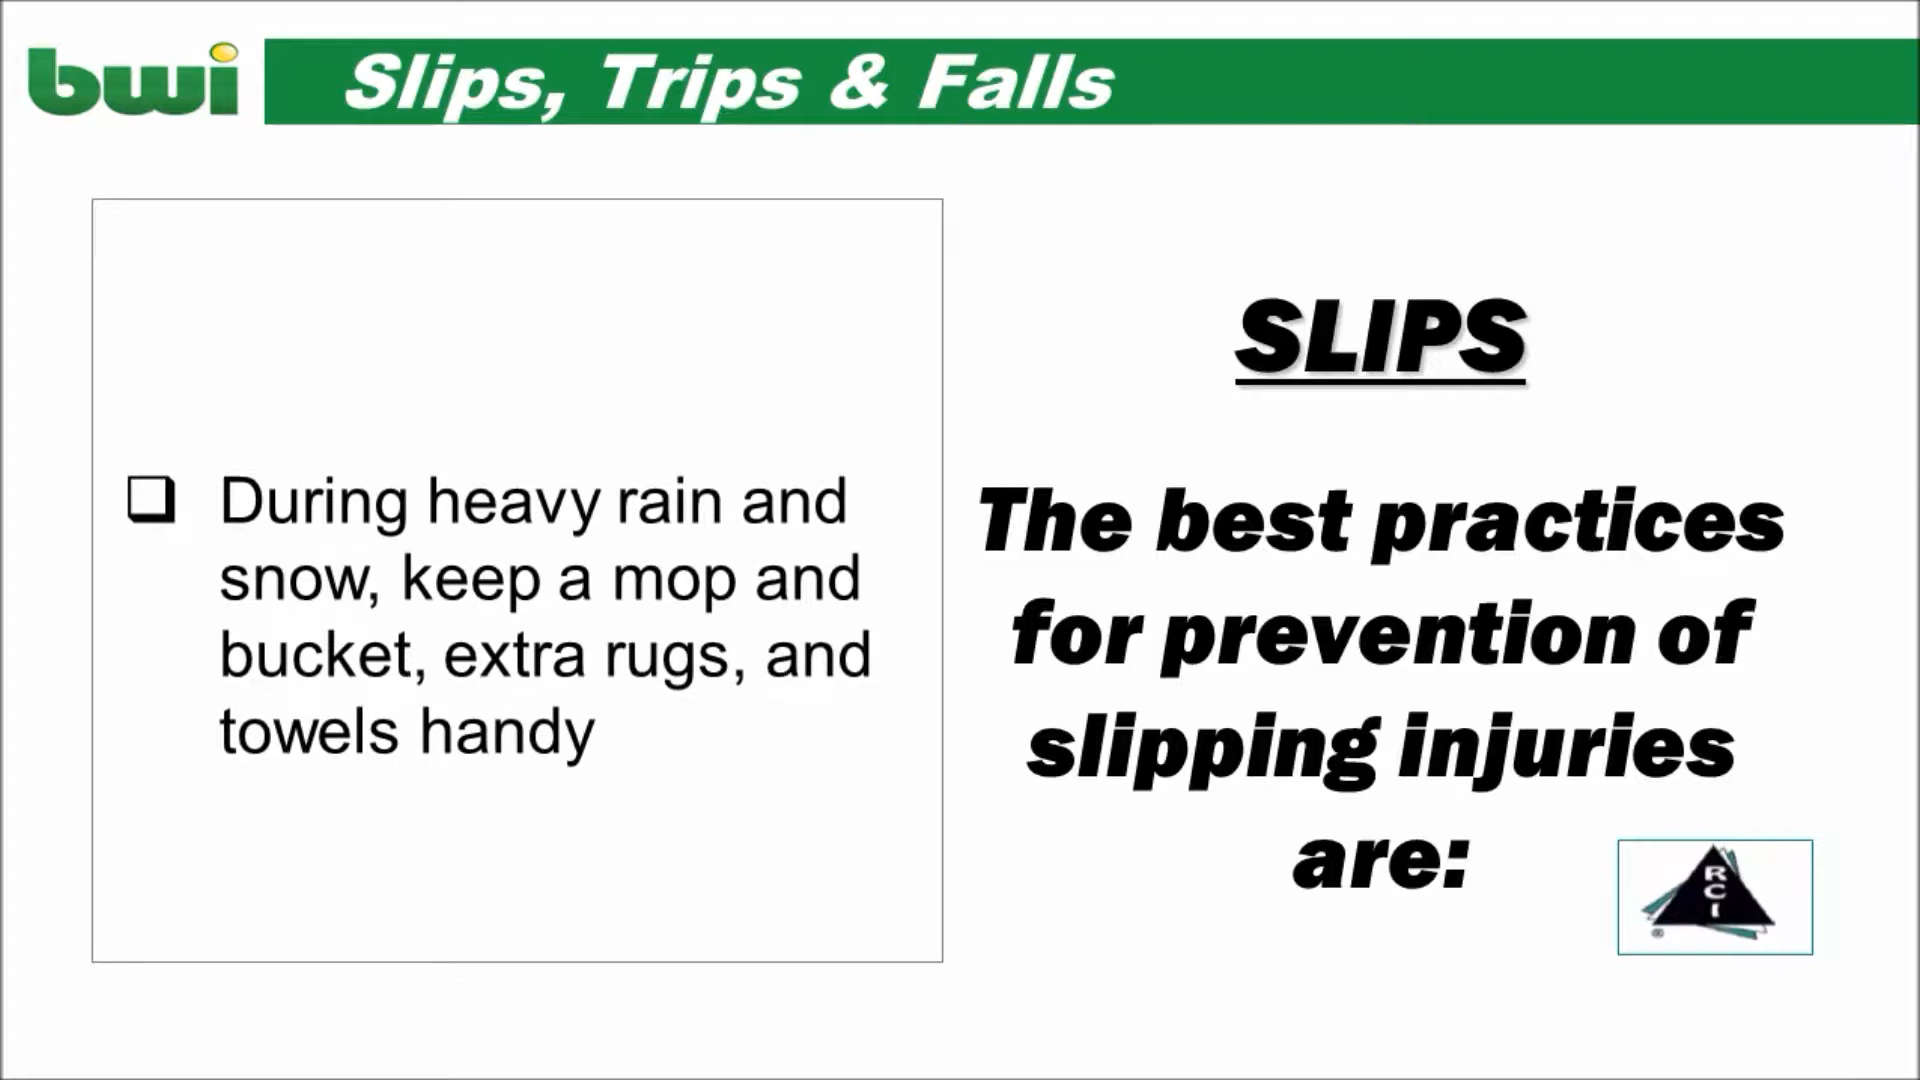 bwi
Slips, Trips & Falls
During heavy rain and
snow, keep a mop and
bucket, extra rugs, and
towels handy
SLIPS
The best practices
for prevention of
slipping injuries
are:
R
C
I
®